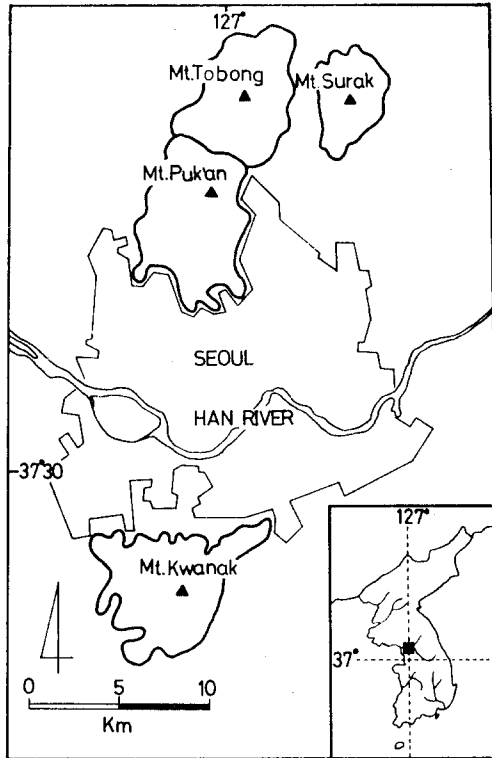 127°
Mt.Tobong
Mt.Surak
Mt.Puk'an
SEOUL
HAN RIVER
37°30
Mt.Kwanak
127°
37°
0 5 10
Km